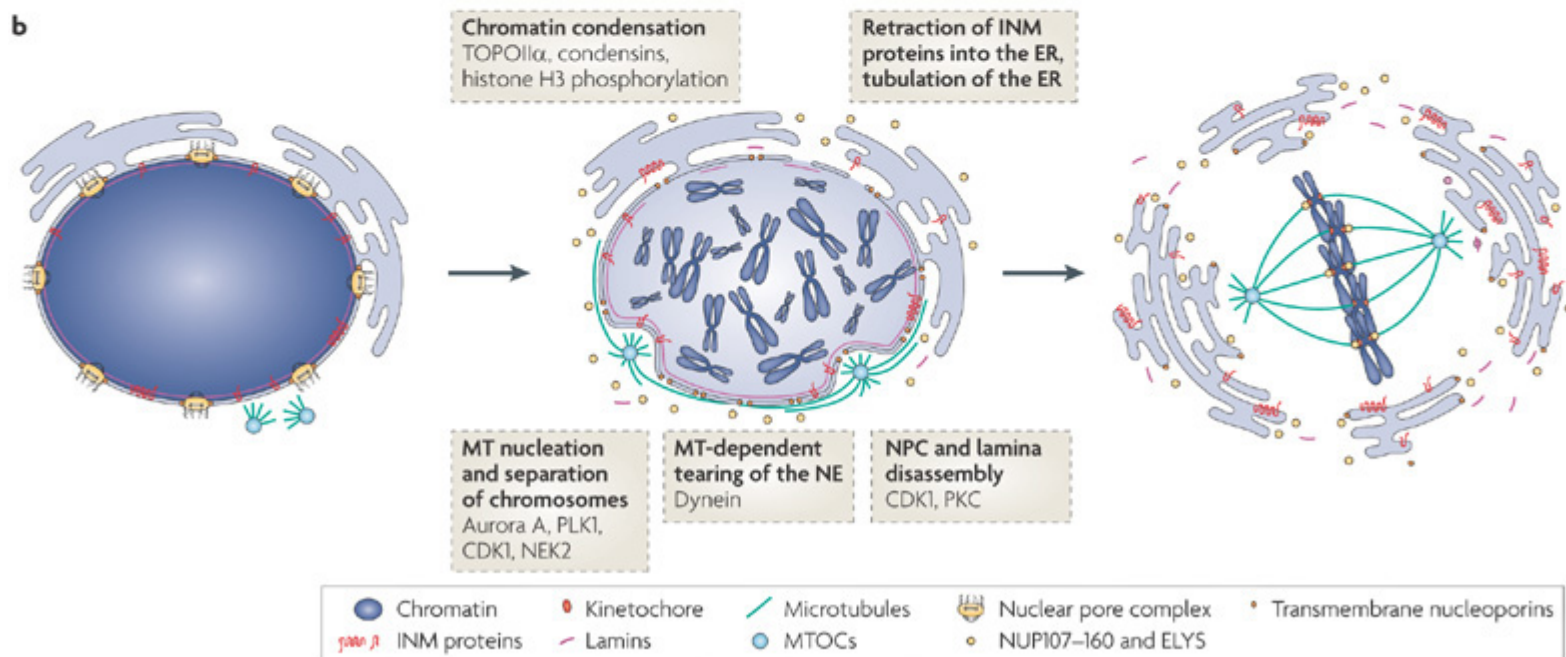 b
Chromatin condensation
TOPOIIα, condensins,
histone H3 phosphorylation
Retraction of INM
proteins into the ER,
tubulation of the ER
MT nucleation
and separation
of chromosomes
Aurora A, PLK1,
CDK1, NEK2
MT-dependent
tearing of the NE
Dynein
NPC and lamina
disassembly
CDK1, PKC
Chromatin
Kinetochore
Microtubules
Nuclear pore complex
Transmembrane nucleoporins
INM proteins
Lamins
MTOCs
NUP107–160 and ELYS